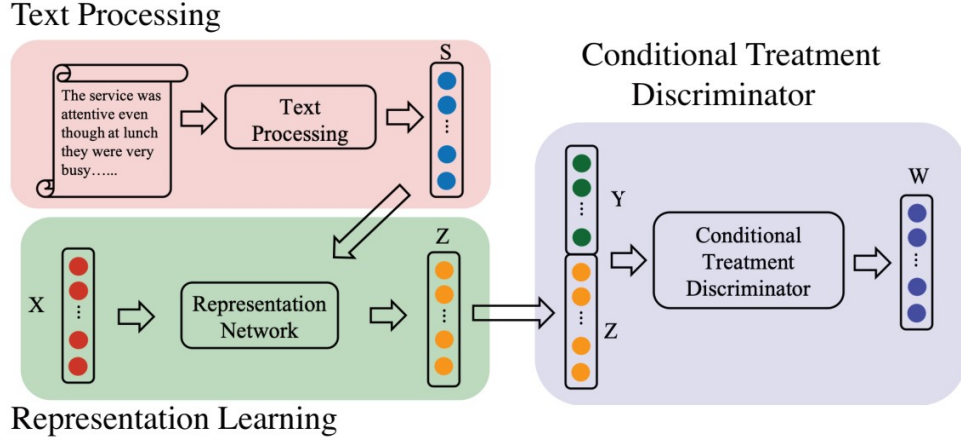 Text Processing
S
The service was
attentive even
though at lunch
they were very
busy…...
Text
Processing
Conditional Treatment
Discriminator
Y
W
Conditional
Treatment
Discriminator
Z
X
Representation
Network
Z
Representation Learning